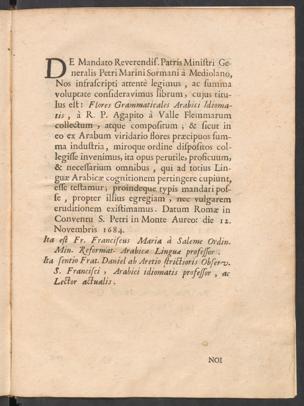 DE Mandato Reverendiss. Patris Ministri Ge-
neralis Petri Marini Sormani à Mediolano,
Nos infrascripti attentè legimus, ac summa
voluptate consideravimus librum, cujus titu-
lus est: Flores Grammaticales Arabici Idioma-
tis, à R. P. Agapito à Valle Flemmarum
collectum, atque compositum; & sicut in
eo ex Arabum viridario flores præcipuos sum-
ma industria, miroque ordine dispositos col-
legisse invenimus, ita opus perutile, proficuum,
& necessarium omnibus, qui ad totius Lin-
guæ Arabicæ cognitionem pertingere cupiunt,
esse testamur; proindeque typis mandari pos-
se, propter illius egregiam, nec vulgarem
eruditionem existimamus. Datum Romæ in
Conventu S. Petri in Monte Aureo: die 12.
Novembris 1684.
Ita est Fr. Franciscus Maria à Saleme Ordin.
Min. Reformat. Arabicæ Linguæ professor.
Ita sentio Frat. Daniel ab Aretio strictioris Observ.
S. Francisci, Arabici idiomatis professor, ac
Lector actualis.
NOI